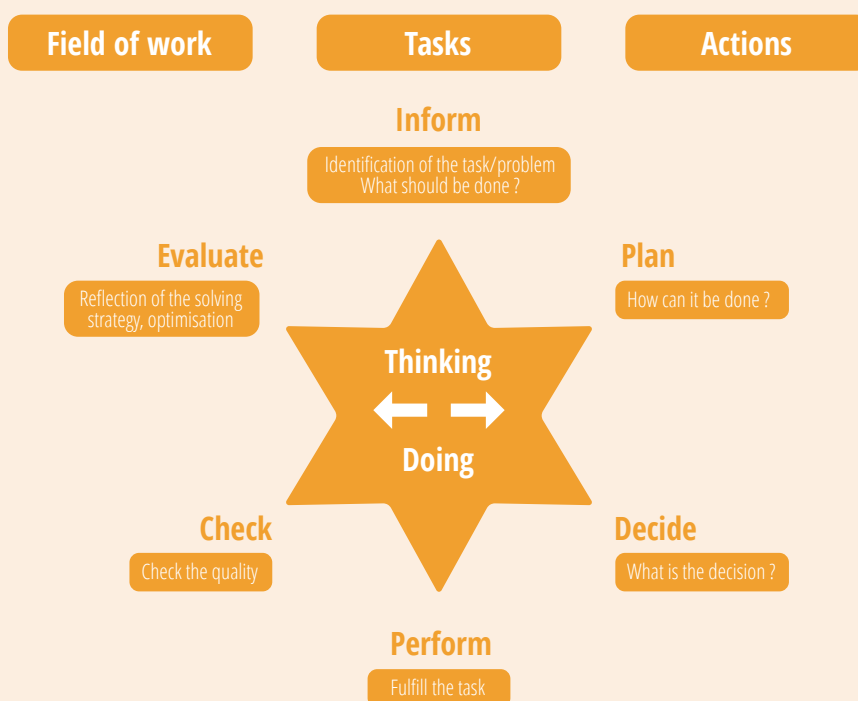 Field of work
Tasks
Actions
Inform
Identification of the task/problem
What should be done ?
Evaluate
Reflection of the solving
strategy, optimisation
Plan
How can it be done ?
Thinking
Doing
Check
Check the quality
Decide
What is the decision ?
Perform
Fulfill the task